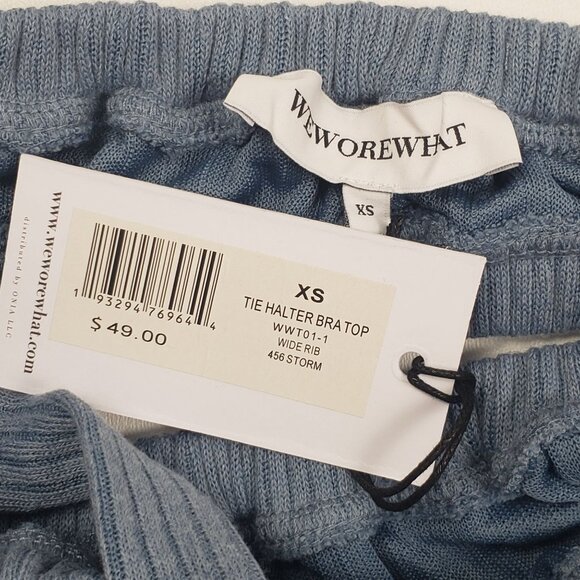 WEWOREWHAT
XS
www.weworewhat.com
distributed by ONIA LLC
1 93294 76964 4
$ 49.00
XS
TIE HALTER BRA TOP
WWT01-1
WIDE RIB
456 STORM